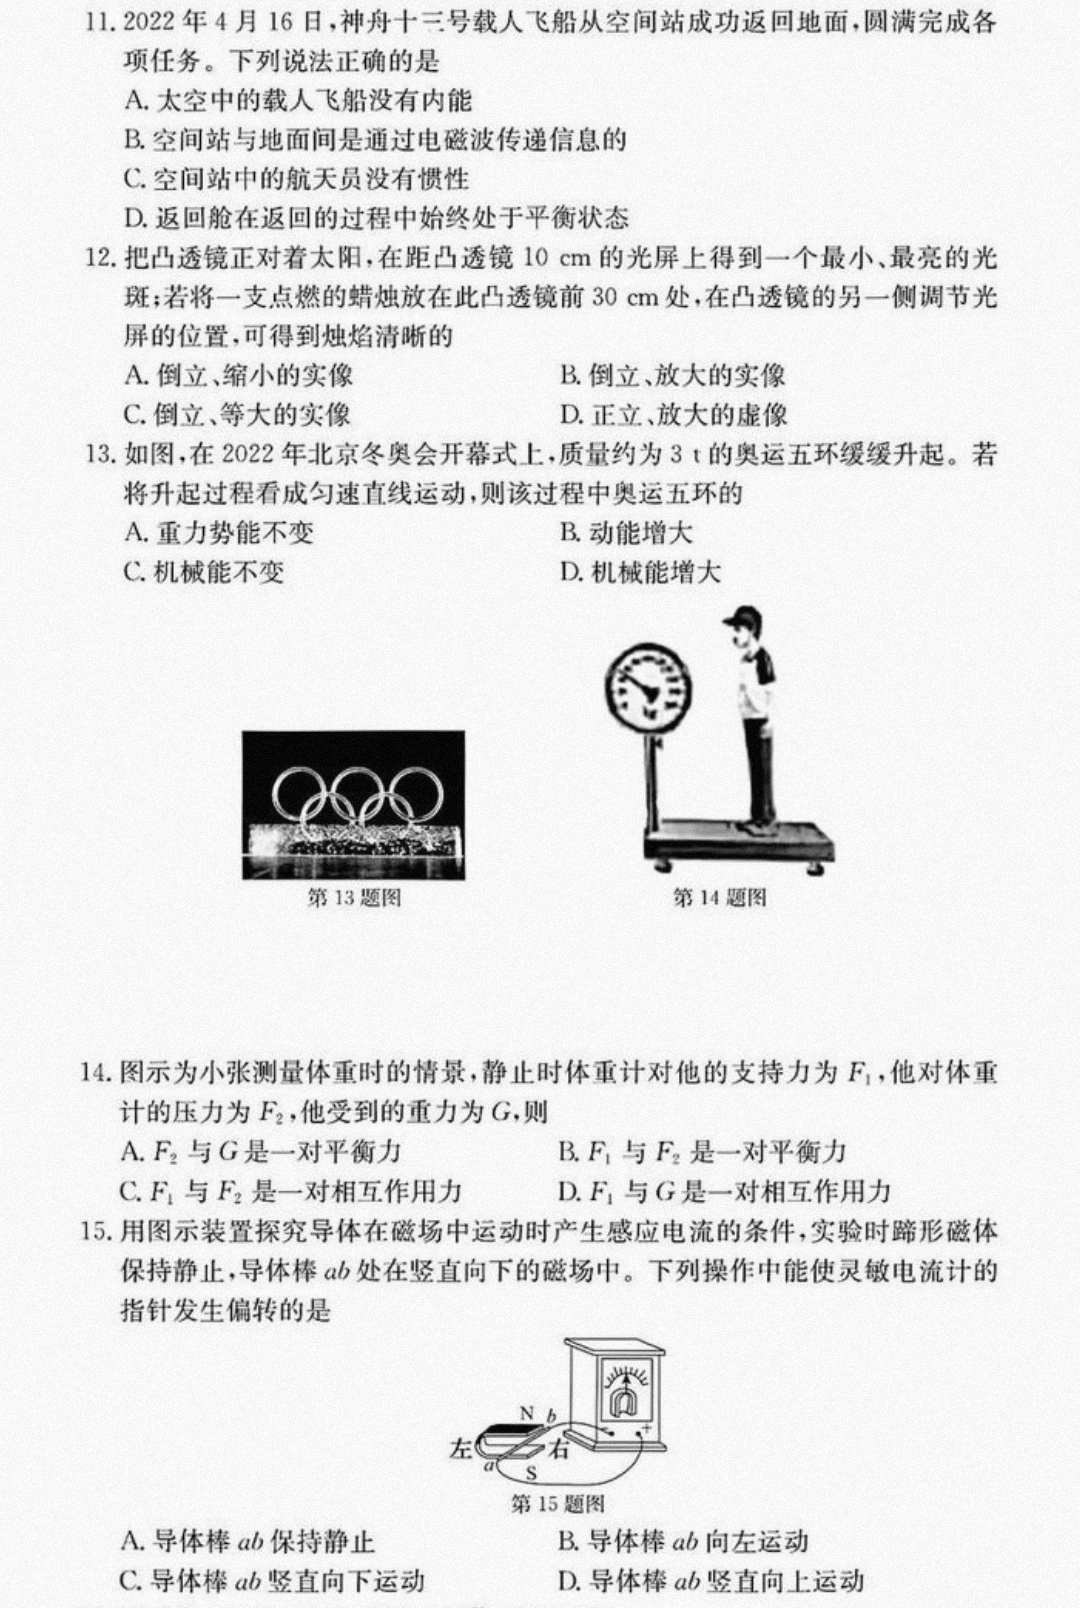 11. 2022 年 4 月 16 日,神舟十三号载人飞船从空间站成功返回地面,圆满完成各
项任务。下列说法正确的是
A. 太空中的载人飞船没有内能
B. 空间站与地面间是通过电磁波传递信息的
C. 空间站中的航天员没有惯性
D. 返回舱在返回的过程中始终处于平衡状态
12. 把凸透镜正对着太阳,在距凸透镜 10 cm 的光屏上得到一个最小、最亮的光
斑;若将一支点燃的蜡烛放在此凸透镜前 30 cm 处,在凸透镜的另一侧调节光
屏的位置,可得到烛焰清晰的
A. 倒立、缩小的实像 B. 倒立、放大的实像
C. 倒立、等大的实像 D. 正立、放大的虚像
13. 如图,在 2022 年北京冬奥会开幕式上,质量约为 3 t 的奥运五环缓缓升起。若
将升起过程看成匀速直线运动,则该过程中奥运五环的
A. 重力势能不变 B. 动能增大
C. 机械能不变 D. 机械能增大
第 13 题图 第 14 题图
14. 图示为小张测量体重时的情景,静止时体重计对他的支持力为 F₁,他对体重
计的压力为 F₂,他受到的重力为 G,则
A. F₂ 与 G 是一对平衡力 B. F₁ 与 F₂ 是一对平衡力
C. F₁ 与 F₂ 是一对相互作用力 D. F₁ 与 G 是一对相互作用力
15. 用图示装置探究导体在磁场中运动时产生感应电流的条件,实验时蹄形磁体
保持静止,导体棒 ab 处在竖直向下的磁场中。下列操作中能使灵敏电流计的
指针发生偏转的是
N b - +
左 右
a S
第 15 题图
A. 导体棒 ab 保持静止 B. 导体棒 ab 向左运动
C. 导体棒 ab 竖直向下运动 D. 导体棒 ab 竖直向上运动